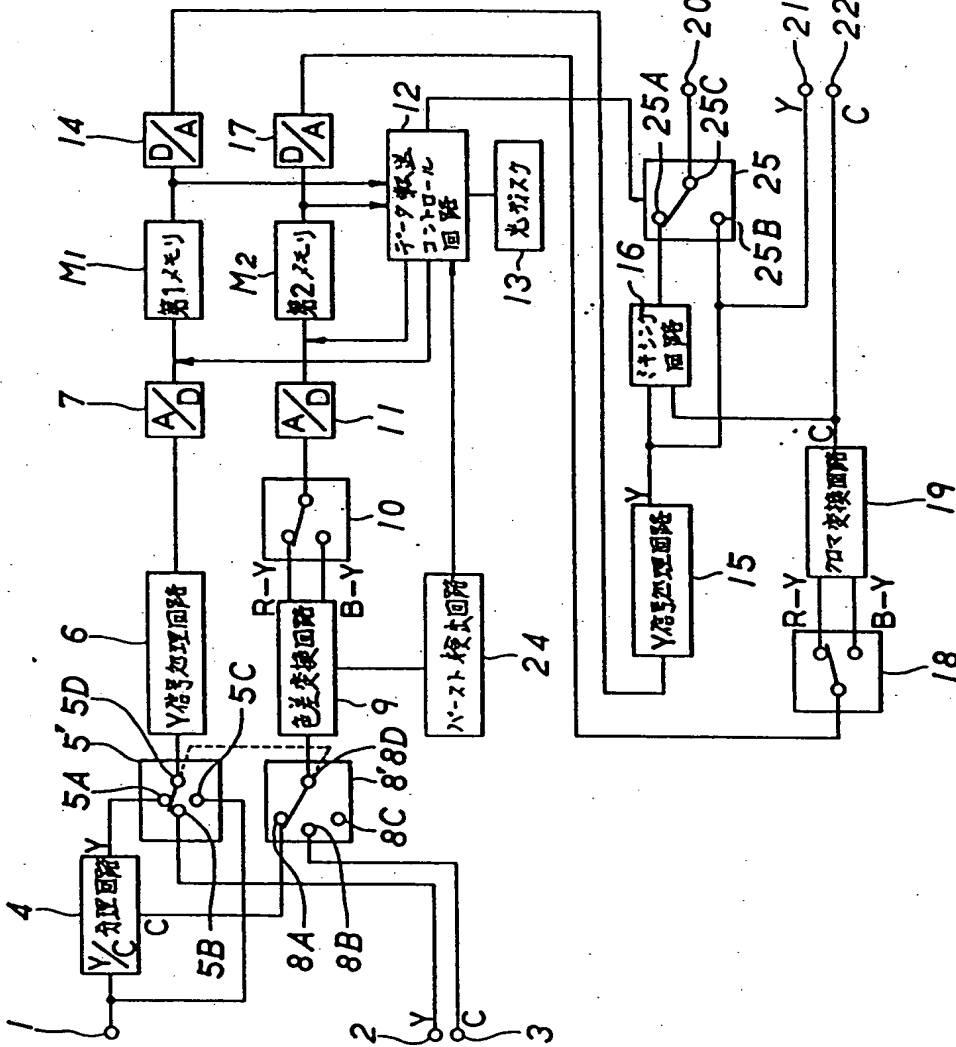 1
4
Y/C分理回路
Y
C
5A
5'
5D
5B
5C
6
Y信号処理回路
7
A/D
M1
第1メモリ
14
D/A
8A
8B
8C
8'
8D
9
色差変換回路
R-Y
B-Y
10
11
A/D
M2
第2メモリ
17
D/A
24
バースト検出回路
12
データ転送
コントロール
回路
13
光ディスク
2
Y
3
C
15
Y信号処理回路
Y
16
ミキシング
回路
25A
25C
25B
25
20
Y
21
C
22
18
R-Y
B-Y
19
クロマ変換回路
C